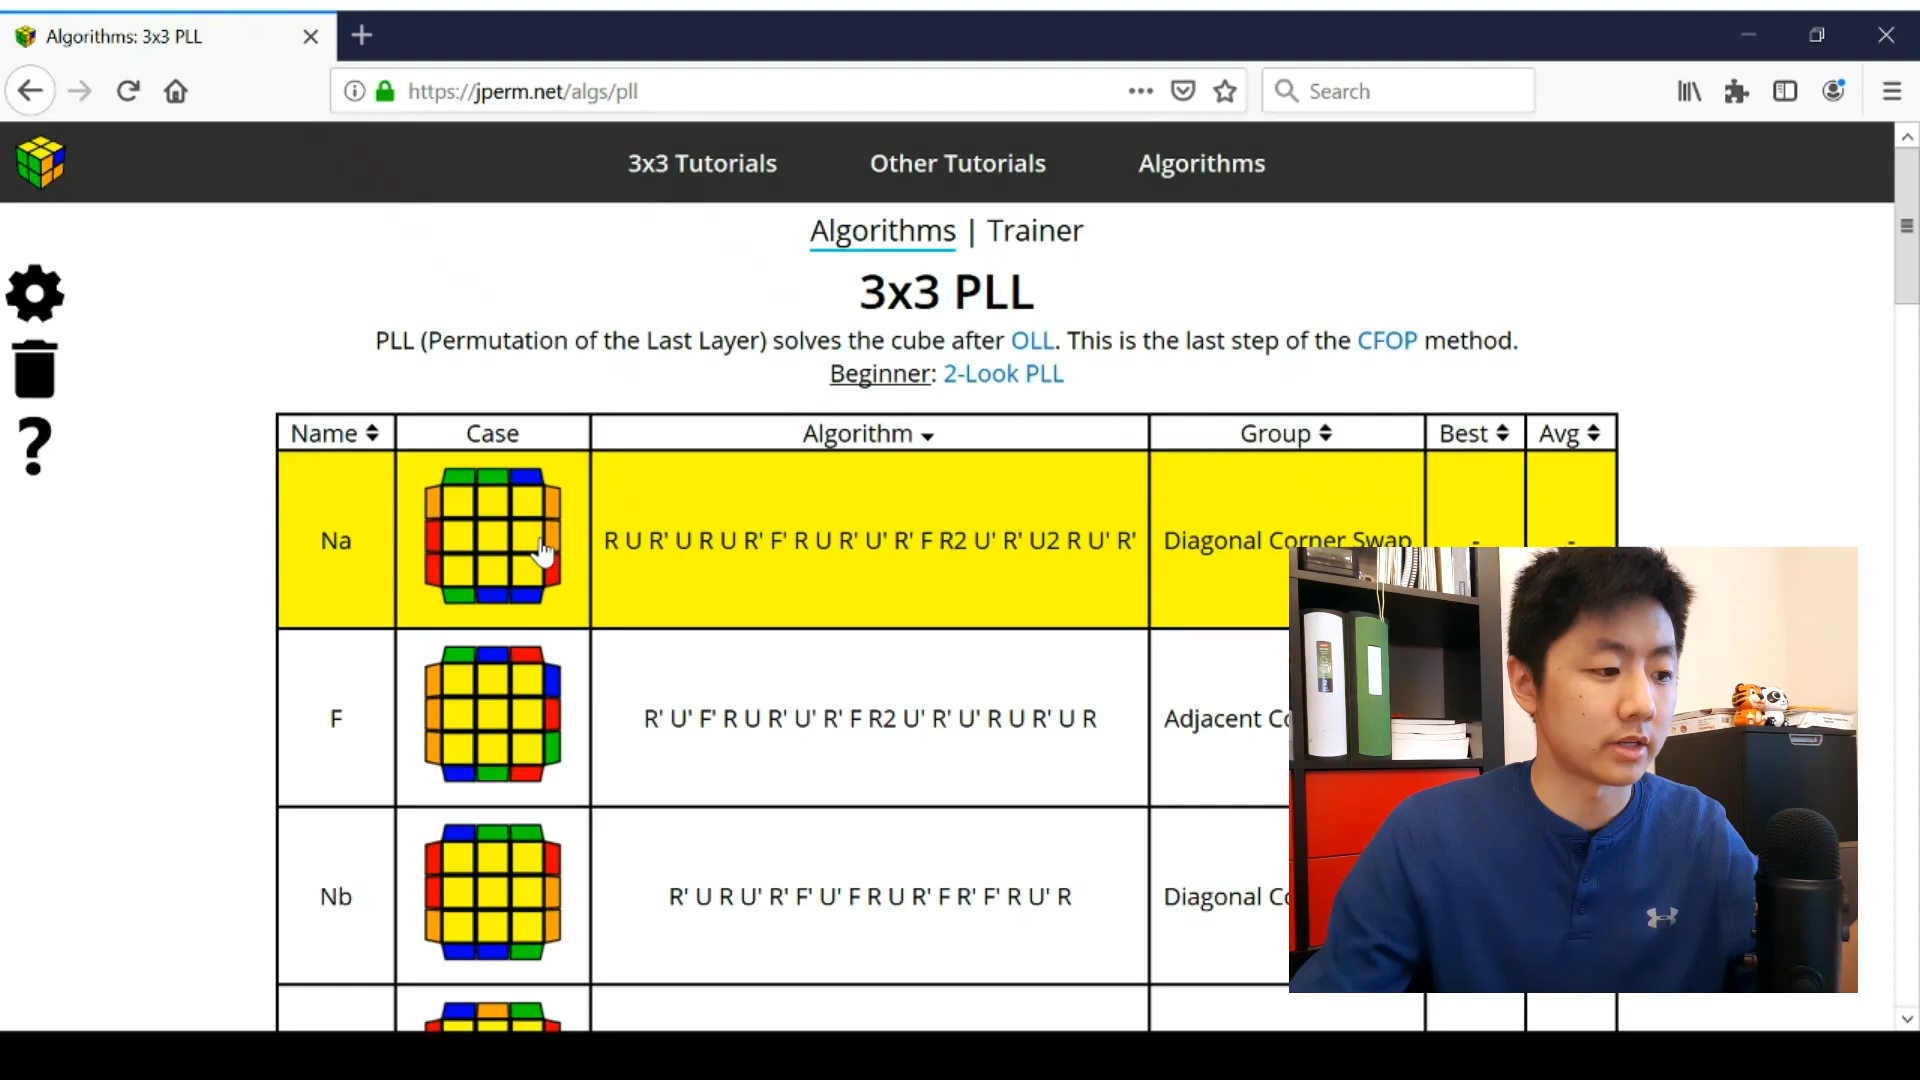 Algorithms: 3x3 PLL
https://jperm.net/algs/pll
Search
3x3 Tutorials Other Tutorials Algorithms
Algorithms | Trainer
3x3 PLL
PLL (Permutation of the Last Layer) solves the cube after OLL. This is the last step of the CFOP method.
Beginner: 2-Look PLL
Name Case Algorithm Group Best Avg
Na R U R' U R U R' F' R U R' U' R' F R2 U' R' U2 R U' R' Diagonal Corner Swap - -
F R' U' F' R U R' U' R' F R2 U' R' U' R U R' U R Adjacent Co
Nb R' U R U' R' F' U' F R U R' F R' F' R U' R Diagonal Co